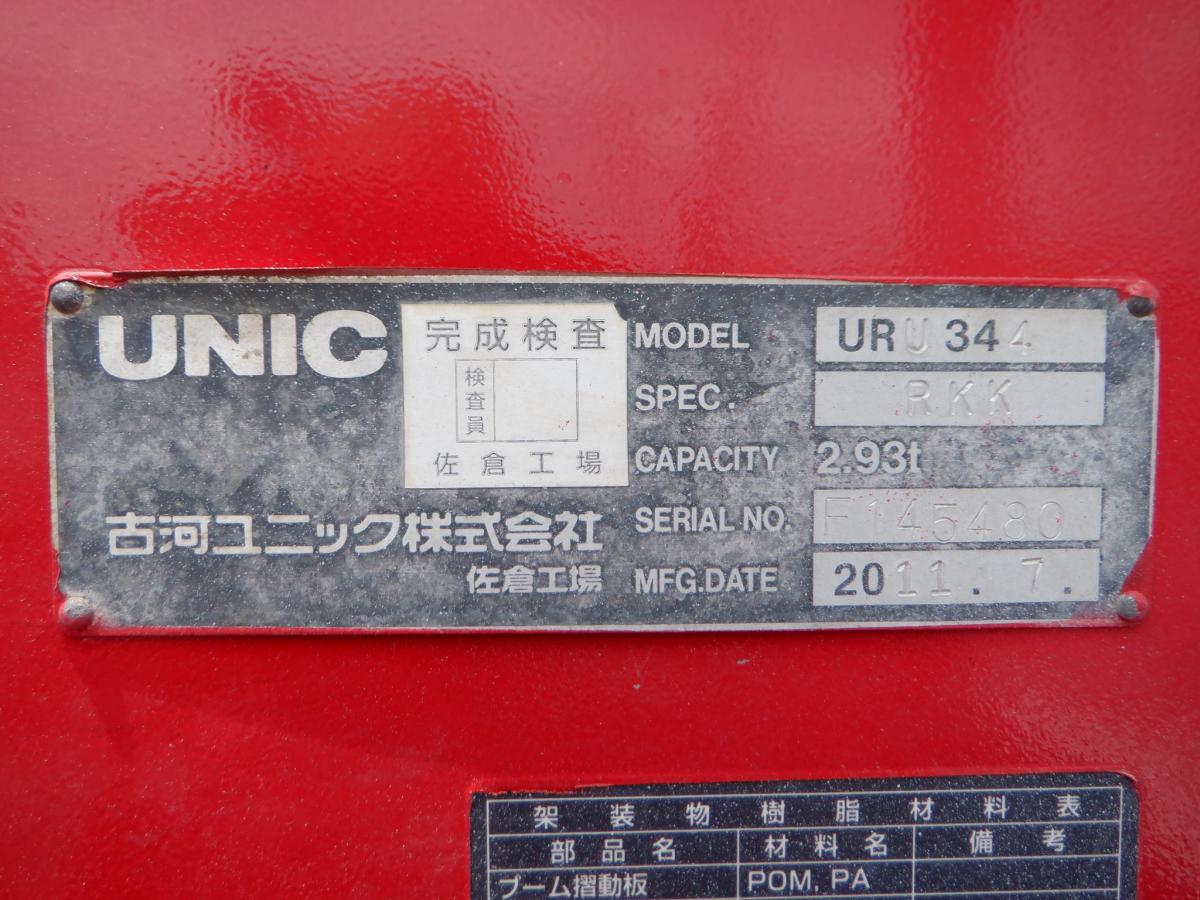 UNIC
完成検査
検査員
佐倉工場
古河ユニック株式会社
佐倉工場
MODEL URU344
SPEC. RKK
CAPACITY 2.93t
SERIAL NO. F145480
MFG.DATE 2011.7.
架装物樹脂材料表
部品名 材料名 備考
ブーム摺動板 POM, PA